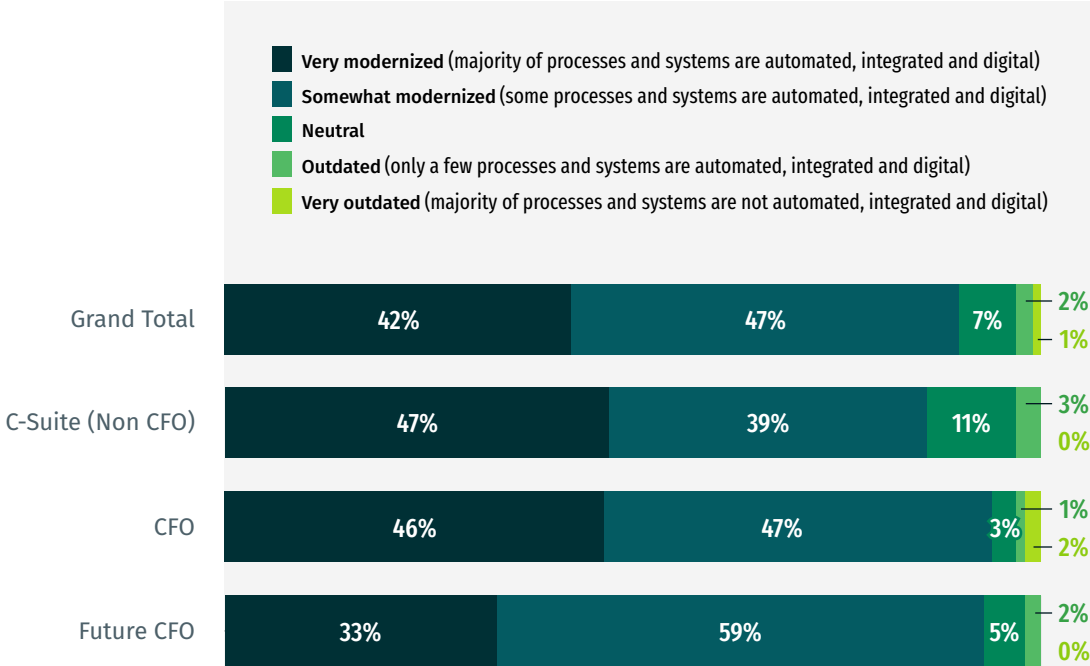 Very modernized (majority of processes and systems are automated, integrated and digital)
Somewhat modernized (some processes and systems are automated, integrated and digital)
Neutral
Outdated (only a few processes and systems are automated, integrated and digital)
Very outdated (majority of processes and systems are not automated, integrated and digital)
Grand Total 42% 47% 7% 2% 1%
C-Suite (Non CFO) 47% 39% 11% 3% 0%
CFO 46% 47% 3% 1% 2%
Future CFO 33% 59% 5% 2% 0%